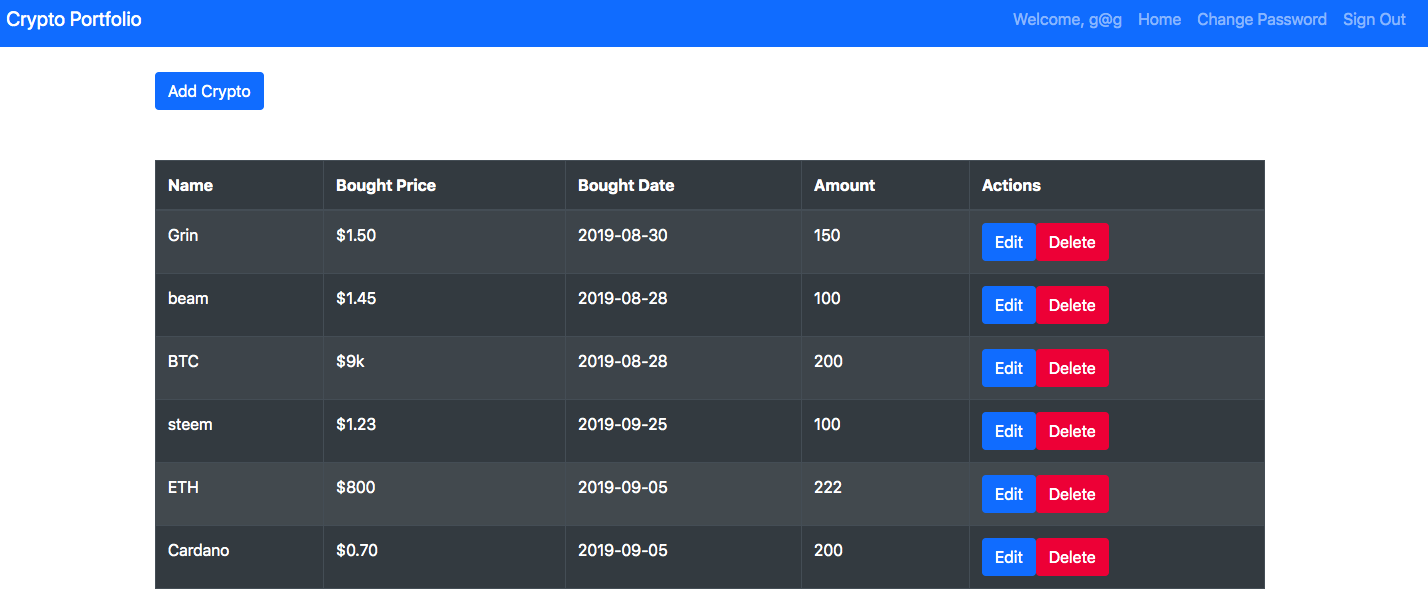 Crypto Portfolio Welcome, g@g Home Change Password Sign Out
Add Crypto
Name Bought Price Bought Date Amount Actions
Grin $1.50 2019-08-30 150 Edit Delete
beam $1.45 2019-08-28 100 Edit Delete
BTC $9k 2019-08-28 200 Edit Delete
steem $1.23 2019-09-25 100 Edit Delete
ETH $800 2019-09-05 222 Edit Delete
Cardano $0.70 2019-09-05 200 Edit Delete